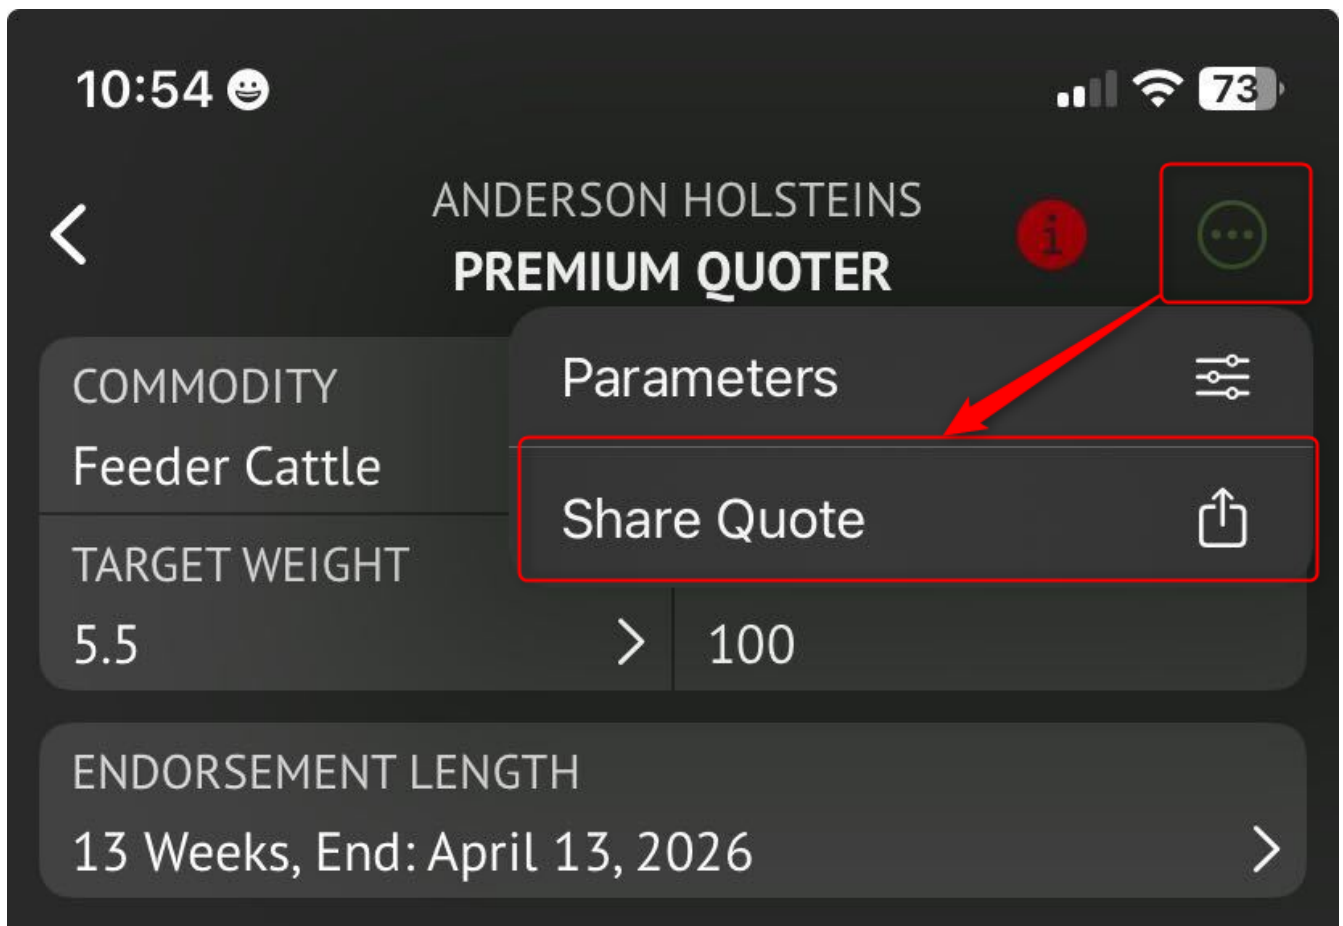 10:54
73
ANDERSON HOLSTEINS
PREMIUM QUOTER
i
COMMODITY
Feeder Cattle
Parameters
Share Quote
TARGET WEIGHT
5.5
100
ENDORSEMENT LENGTH
13 Weeks, End: April 13, 2026